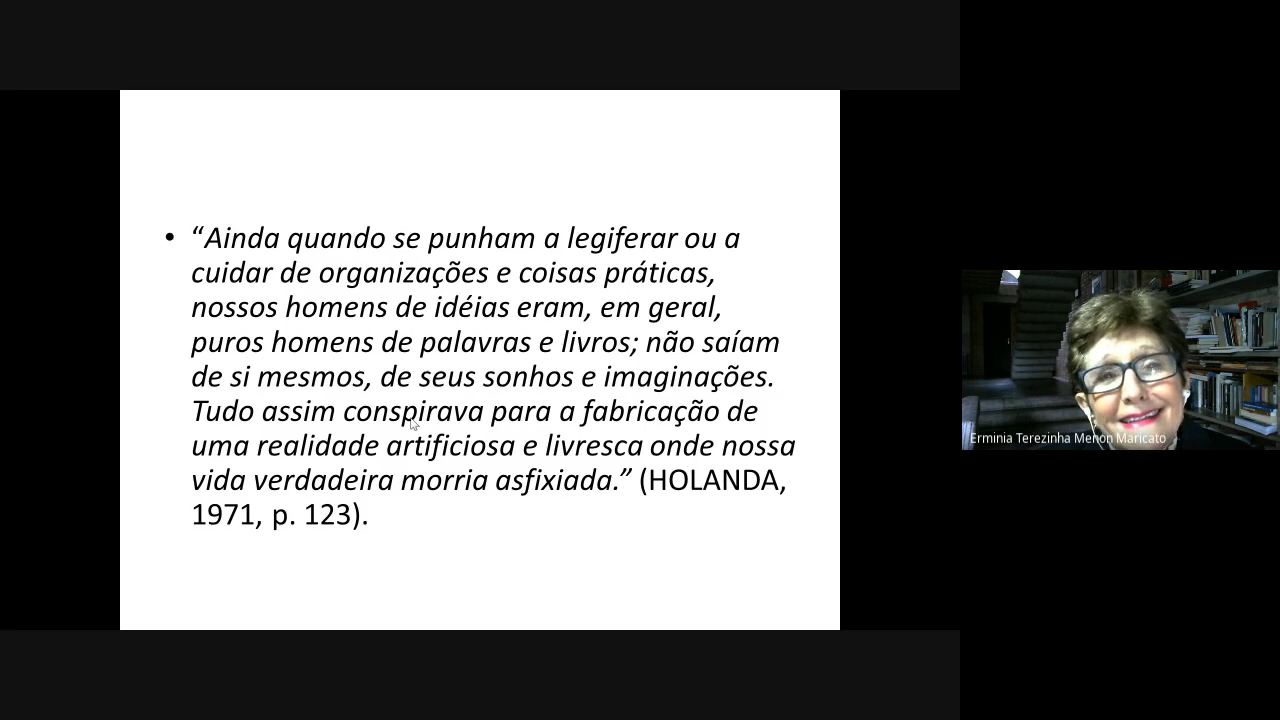 • “Ainda quando se punham a legiferar ou a
cuidar de organizações e coisas práticas,
nossos homens de idéias eram, em geral,
puros homens de palavras e livros; não saíam
de si mesmos, de seus sonhos e imaginações.
Tudo assim conspirava para a fabricação de
uma realidade artificiosa e livresca onde nossa
vida verdadeira morria asfixiada.” (HOLANDA,
1971, p. 123).
Erminia Terezinha Menon Maricato